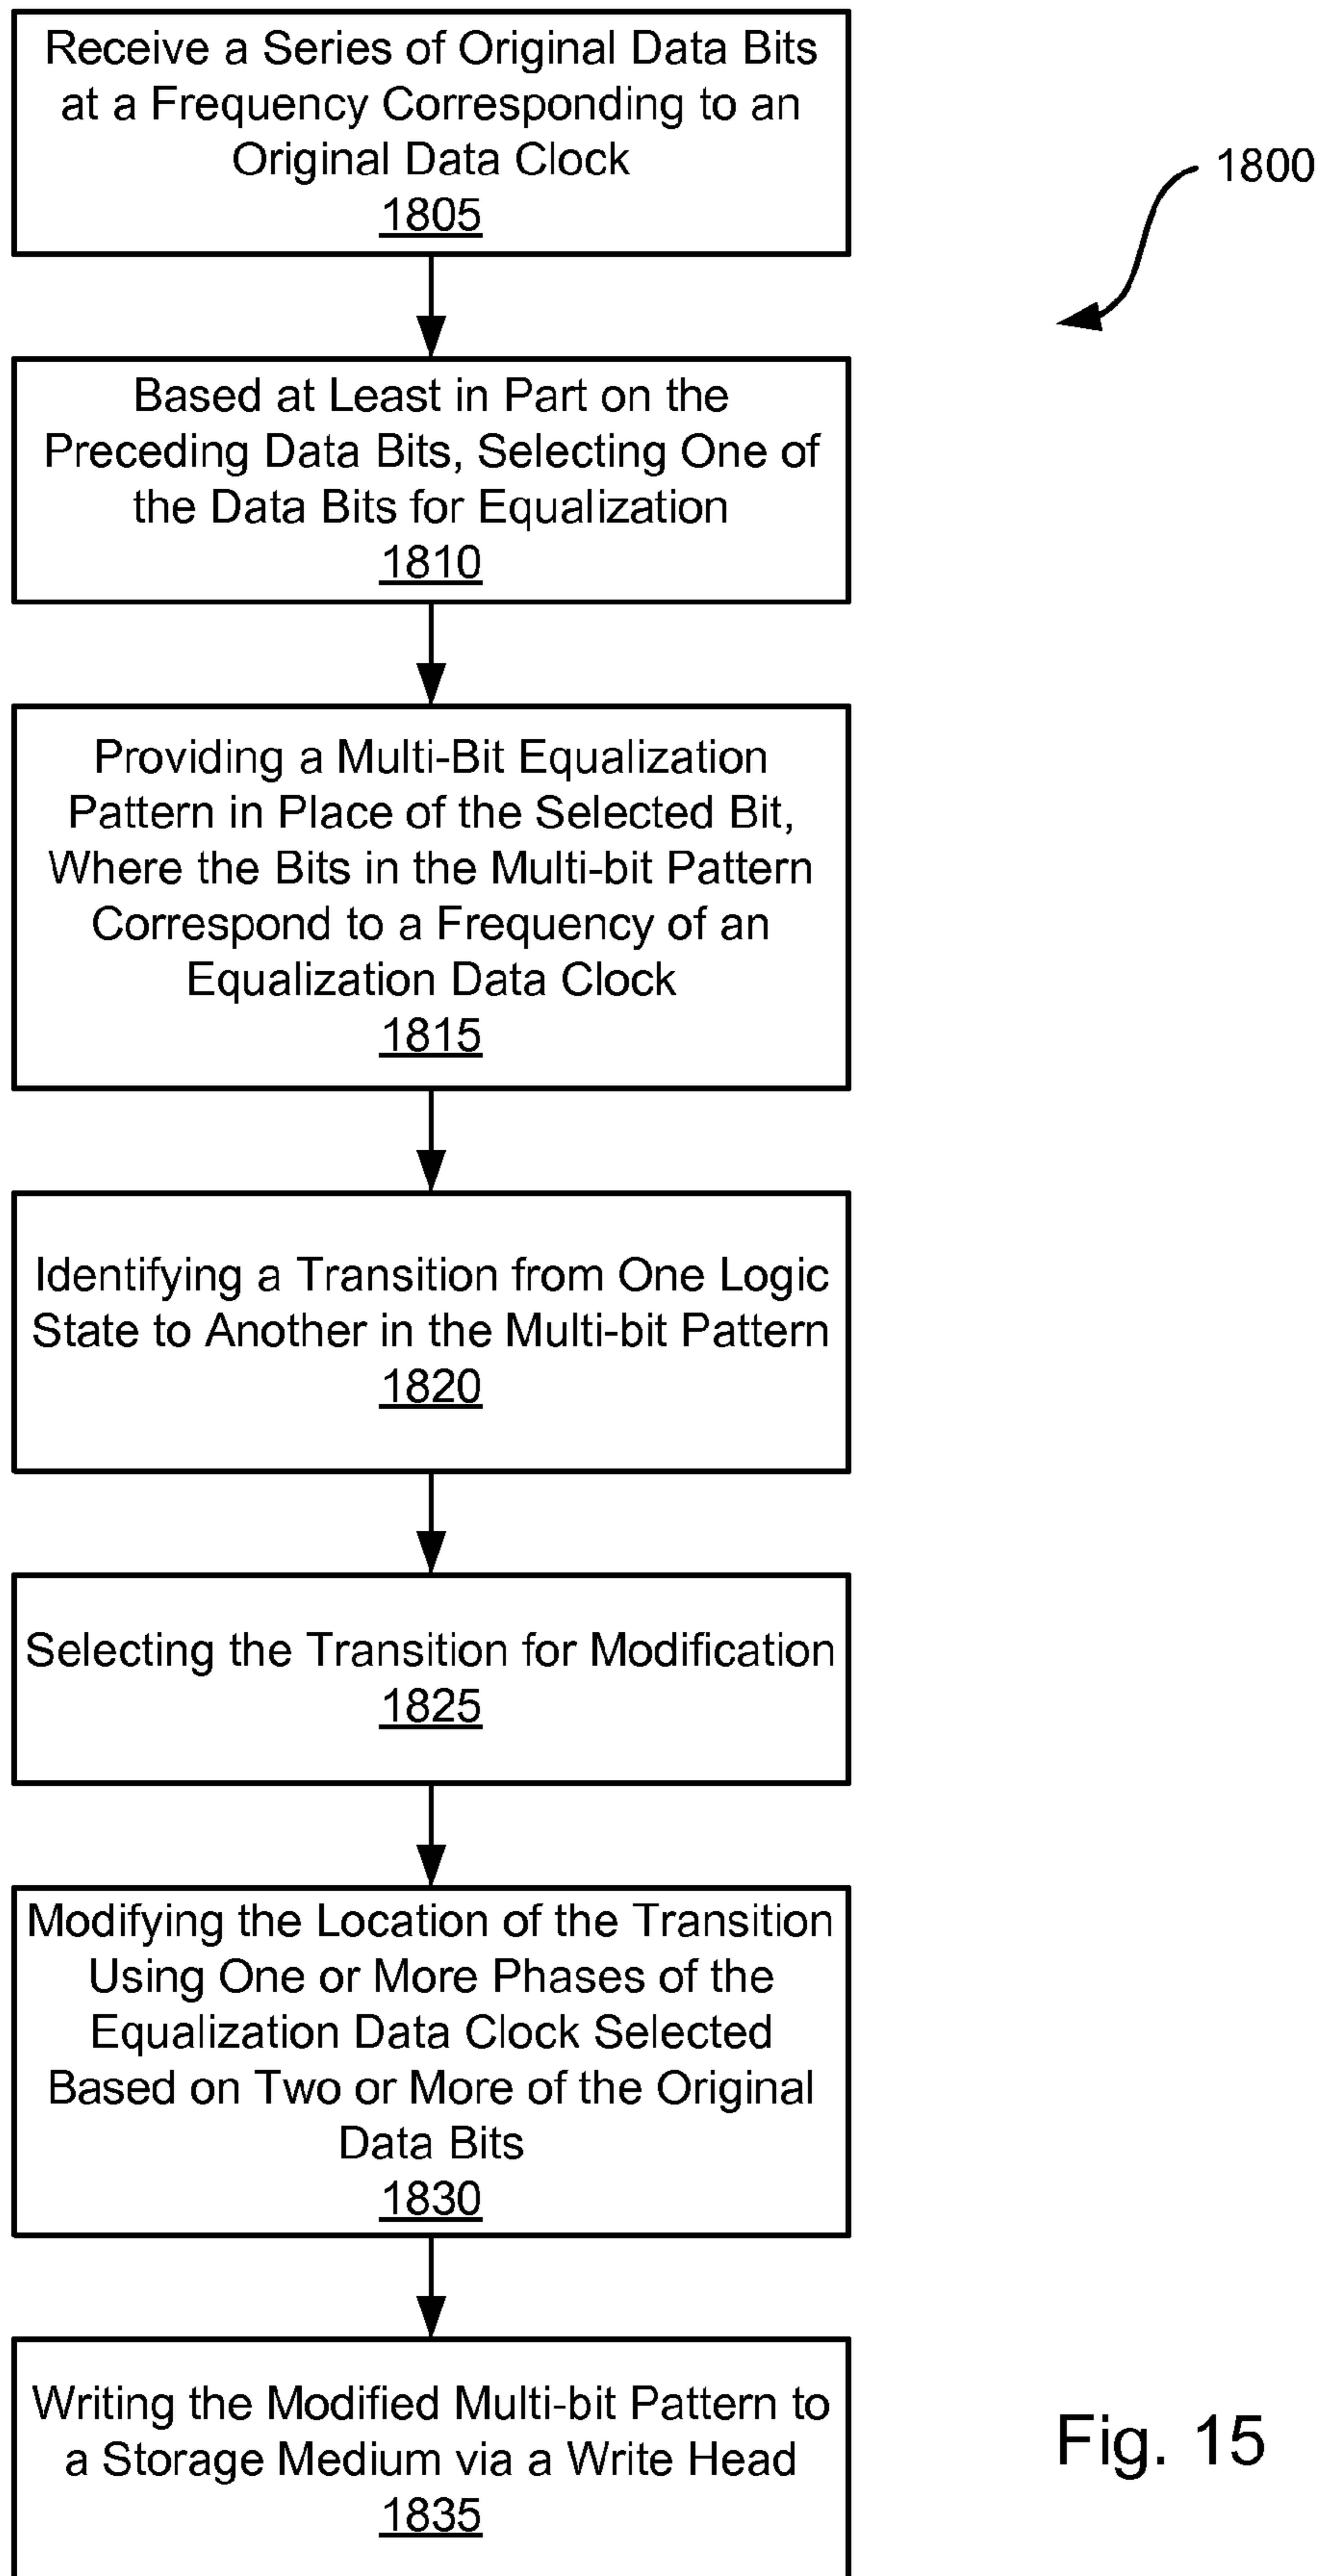 Receive a Series of Original Data Bits
at a Frequency Corresponding to an
Original Data Clock
1805
1800
Based at Least in Part on the
Preceding Data Bits, Selecting One of
the Data Bits for Equalization
1810
Providing a Multi-Bit Equalization
Pattern in Place of the Selected Bit,
Where the Bits in the Multi-bit Pattern
Correspond to a Frequency of an
Equalization Data Clock
1815
Identifying a Transition from One Logic
State to Another in the Multi-bit Pattern
1820
Selecting the Transition for Modification
1825
Modifying the Location of the Transition
Using One or More Phases of the
Equalization Data Clock Selected
Based on Two or More of the Original
Data Bits
1830
Writing the Modified Multi-bit Pattern to
a Storage Medium via a Write Head
1835
Fig. 15